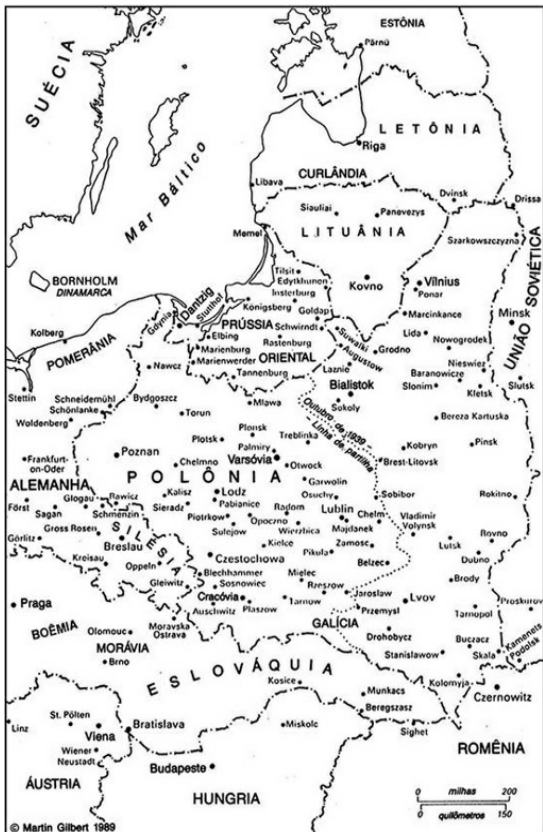 ESTÔNIA
Pärnü
SUÉCIA
LETÔNIA
Riga
CURLÂNDIA
Mar Báltico
Libava
Dvinsk
Drissa
Siauliai
Panevezys
LITUÂNIA
Szarkowszczyzna
Memel
UNIÃO SOVIÉTICA
Tilsit
Edytkhunen
Kovno
Vílnius
Ponar
BORNHOLM
DINAMARCA
Dantzig
Stutthof
Insterburg
Königsberg
Goldap
Marcinkance
Minsk
Gdynia
PRÚSSIA
Schwirndt
Kolberg
Elbing
Rastenburg
Suwalki
Lida
POMERÂNIA
Marienburg
ORIENTAL
Augustow
Grodno
Nowogrodek
Marienwerder
Laznie
Nieswiez
Nawcz
Tannenburg
Baranowicze
Stettin
Schneidemühl
Bialistok
Slonim
Kletsk
Slutsk
Schönlanke
Bydgoszcz
Mlawa
Sokoly
Woldenberg
Torun
Outubro de 1939 -
Linha de partilha
Bereza Kartuska
Plonsk
Plotsk
Treblinka
Kobryn
Pinsk
Poznan
Palmiry
Frankfurt-
on-Oder
Chelmno
Varsóvia
Otwock
Brest-Litovsk
POLÔNIA
ALEMANHA
Garwolin
Glogau
Rawicz
Kalisz
Lodz
Osuchy
Sobibor
Rokitno
Först
Schmenzin
Sieradz
Pabianice
Radom
Sagan
Lublin
Piotrkow
Opoczno
Chelm
Vladimir
Volynsk
Gross Rosen
SILÉSIA
Majdanek
Rovno
Görlitz
Breslau
Sulejow
Wierzbica
Kielce
Zamosc
Lutsk
Kreisau
Pikula
Dubno
Oppeln
Czestochowa
Belzec
Blechhammer
Mielec
Brody
Gleiwitz
Sosnowiec
Rzeszow
Praga
Cracóvia
Jaroslaw
Lvov
Auschwitz
Plaszow
Tarnow
Tarnopol
Proskurov
Przemysl
BOÊMIA
Olomouc
Moravska
Ostrava
GALÍCIA
Drohobycz
MORÁVIA
Buczacz
Kamenets
Podolsk
Brno
Stanislawow
Skala
ESLOVÁQUIA
Kolomyja
Kosice
Munkacs
Czernowitz
St. Pölten
Beregszasz
Linz
Viena
Bratislava
Miskolc
Sighet
Wiener
Neustadt
ROMÊNIA
Budapeste
ÁUSTRIA
HUNGRIA
0 milhas 200
0 quilômetros 150
© Martin Gilbert 1989